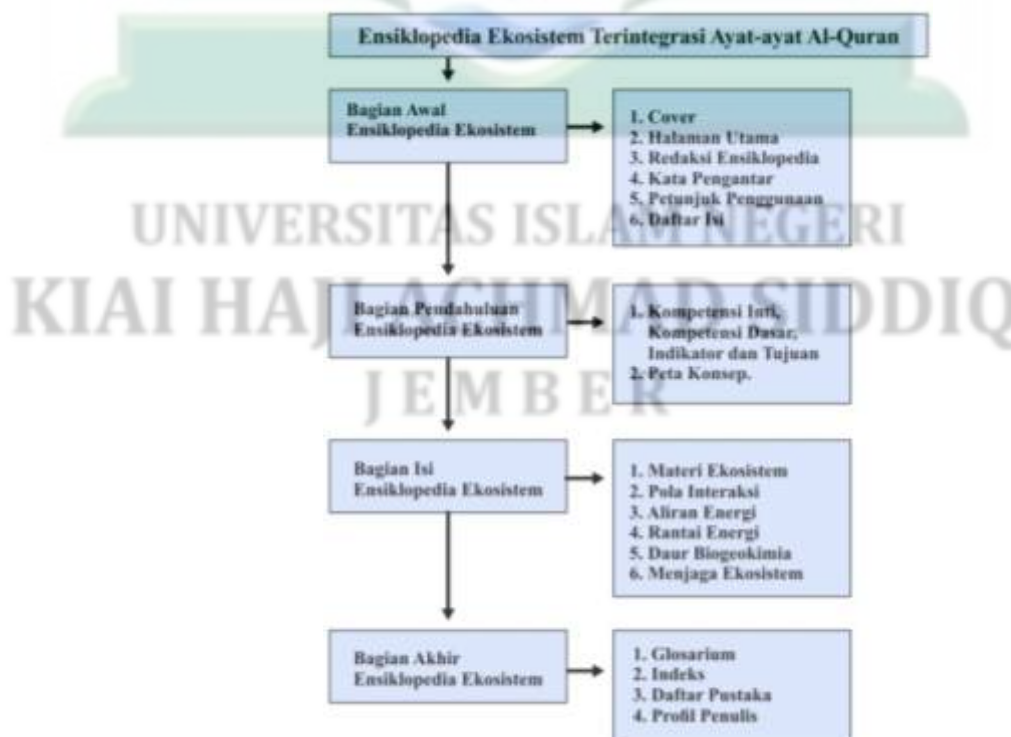 Ensiklopedia Ekosistem Terintegrasi Ayat-ayat Al-Quran
Bagian Awal
Ensiklopedia Ekosistem
1. Cover
2. Halaman Utama
3. Redaksi Ensiklopedia
4. Kata Pengantar
5. Petunjuk Penggunaan
6. Daftar Isi
UNIVERSITAS ISLAM NEGERI
KIAI HAJI ACHMAD SIDDIQ
JEMBER
Bagian Pendahuluan
Ensiklopedia Ekosistem
1. Kompetensi Inti,
Kompetensi Dasar,
Indikator dan Tujuan
2. Peta Konsep.
Bagian Isi
Ensiklopedia Ekosistem
1. Materi Ekosistem
2. Pola Interaksi
3. Aliran Energi
4. Rantai Energi
5. Daur Biogeokimia
6. Menjaga Ekosistem
Bagian Akhir
Ensiklopedia Ekosistem
1. Glosarium
2. Indeks
3. Daftar Pustaka
4. Profil Penulis